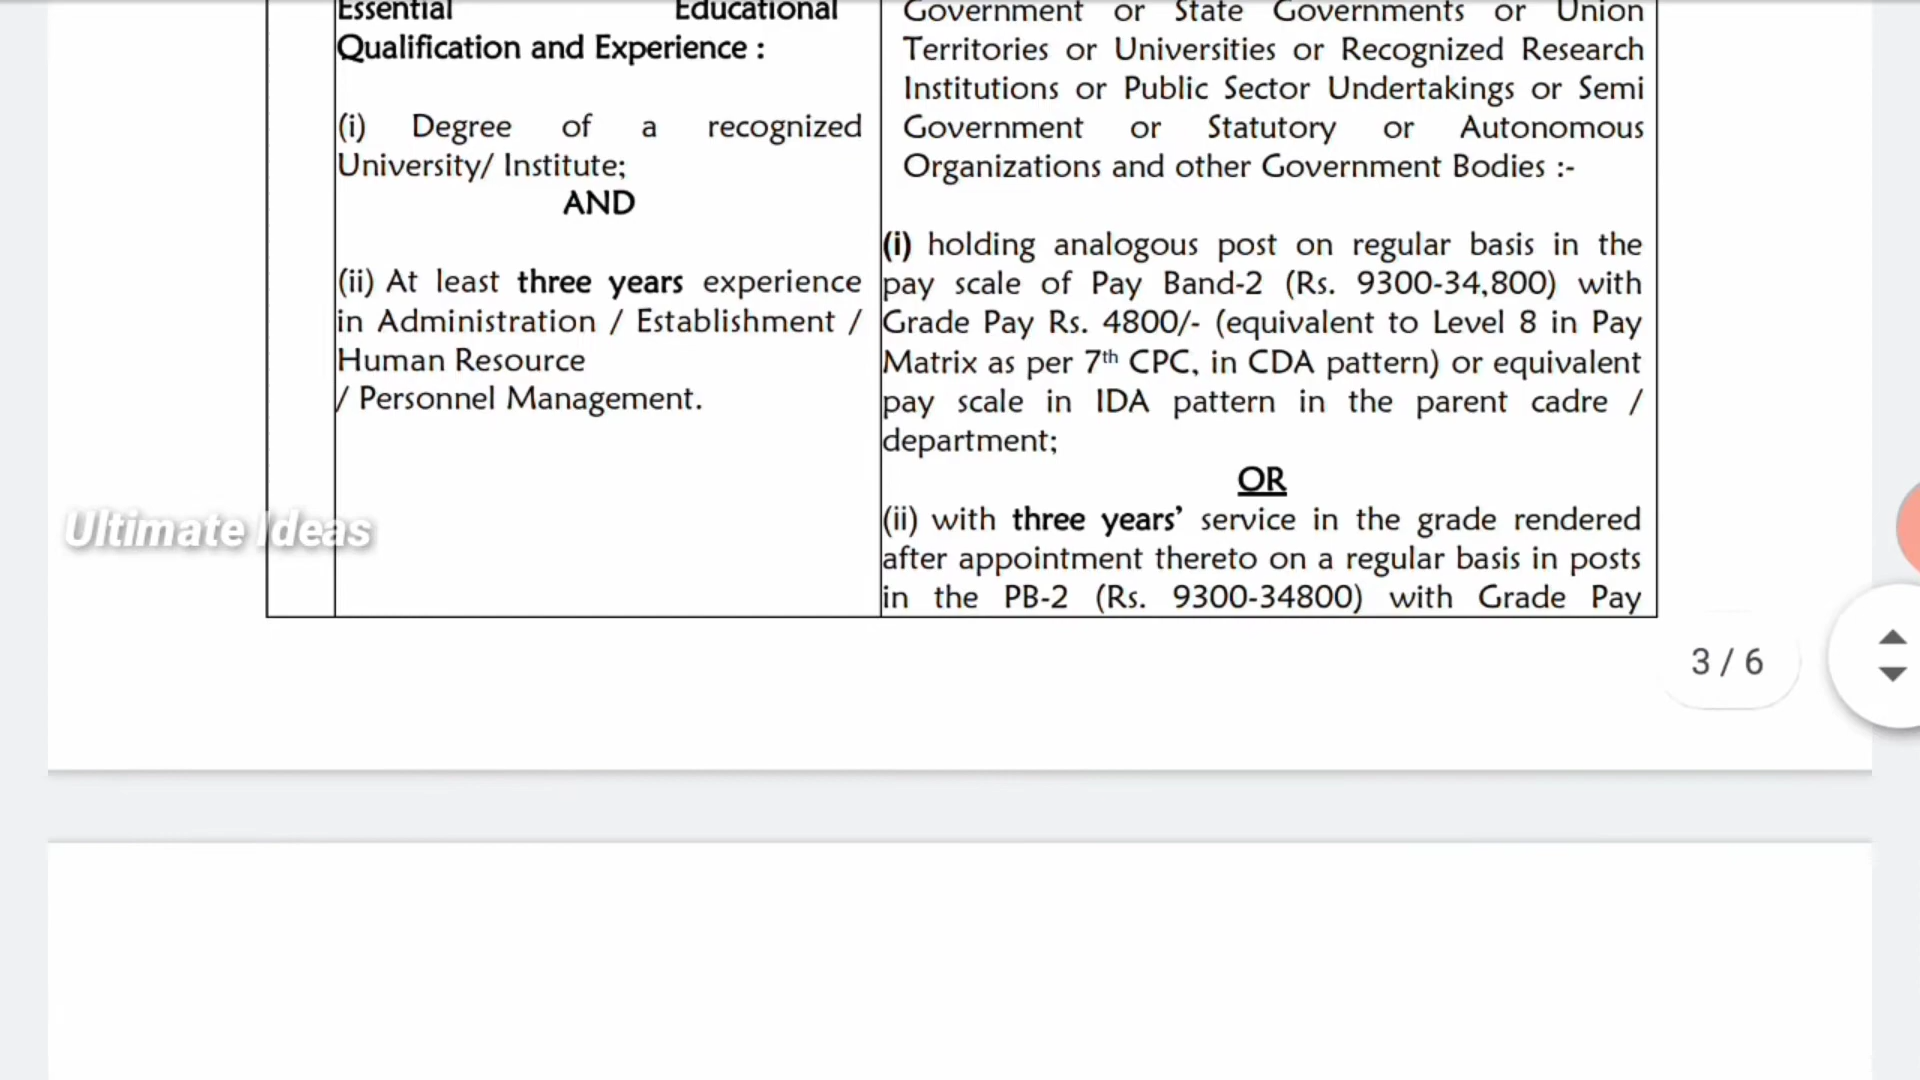 Essential Educational
Qualification and Experience :
(i) Degree of a recognized
University/ Institute;
AND
(ii) At least three years experience
in Administration / Establishment /
Human Resource
/ Personnel Management.
Government or State Governments or Union
Territories or Universities or Recognized Research
Institutions or Public Sector Undertakings or Semi
Government or Statutory or Autonomous
Organizations and other Government Bodies :-
(i) holding analogous post on regular basis in the
pay scale of Pay Band-2 (Rs. 9300-34,800) with
Grade Pay Rs. 4800/- (equivalent to Level 8 in Pay
Matrix as per 7th CPC, in CDA pattern) or equivalent
pay scale in IDA pattern in the parent cadre /
department;
OR
(ii) with three years’ service in the grade rendered
after appointment thereto on a regular basis in posts
in the PB-2 (Rs. 9300-34800) with Grade Pay
Ultimate Ideas
3 / 6